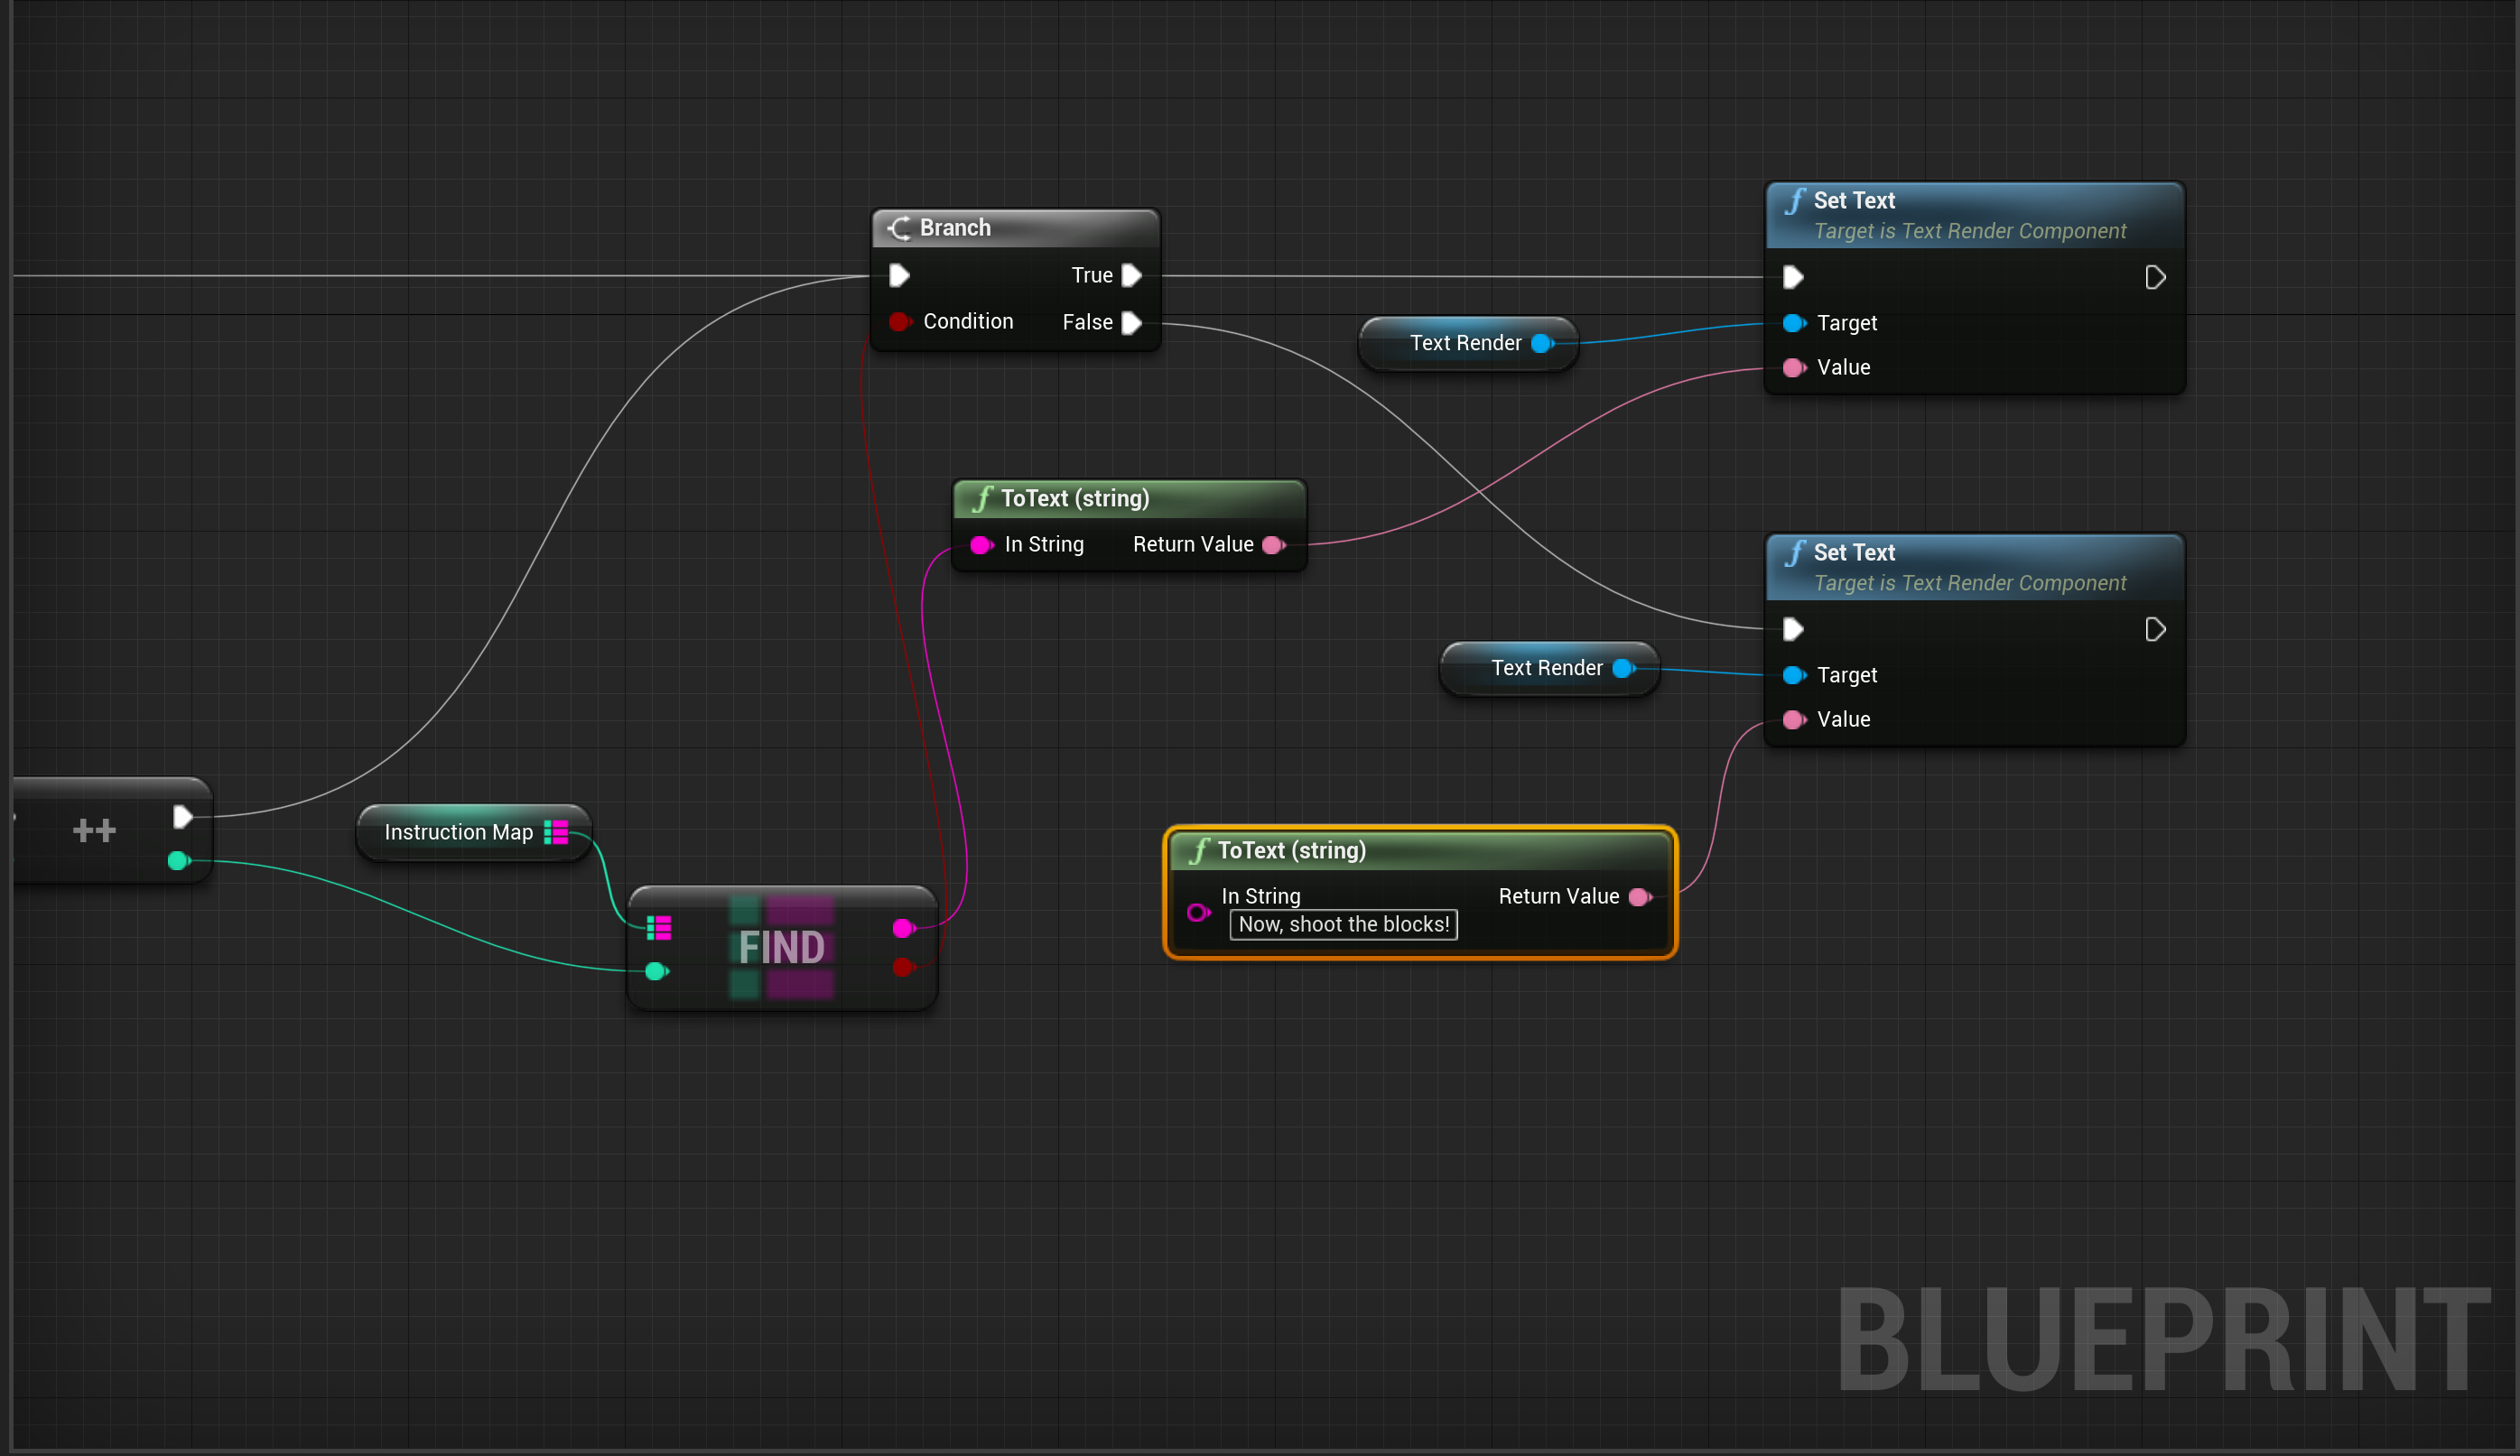 Branch
True
Condition
False
Set Text
Target is Text Render Component
Target
Value
Text Render
ToText (string)
In String
Return Value
Set Text
Target is Text Render Component
Target
Value
Text Render
++
Instruction Map
FIND
ToText (string)
In String
Return Value
Now, shoot the blocks!
BLUEPRINT